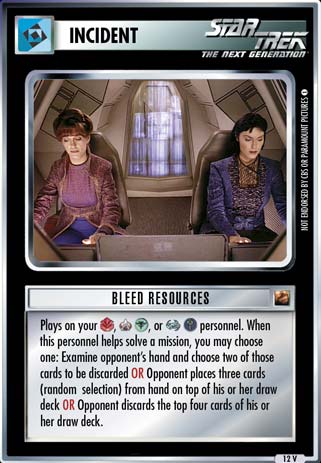 INCIDENT
STAR TREK
THE NEXT GENERATION®
NOT ENDORSED BY CBS OR PARAMOUNT PICTURES
BLEED RESOURCES
Plays on your , , , or personnel. When
this personnel helps solve a mission, you may choose
one: Examine opponent's hand and choose two of those
cards to be discarded OR Opponent places three cards
(random selection) from hand on top of his or her draw
deck OR Opponent discards the top four cards of his or
her draw deck.
12 V